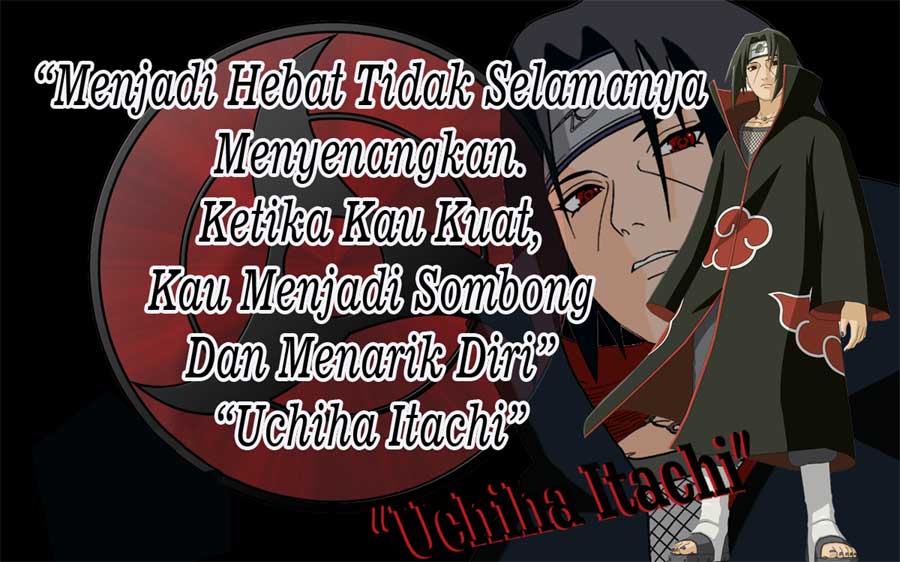 “Menjadi Hebat Tidak Selamanya
Menyenangkan.
Ketika Kau Kuat,
Kau Menjadi Sombong
Dan Menarik Diri”
“Uchiha Itachi”
“Uchiha Itachi”